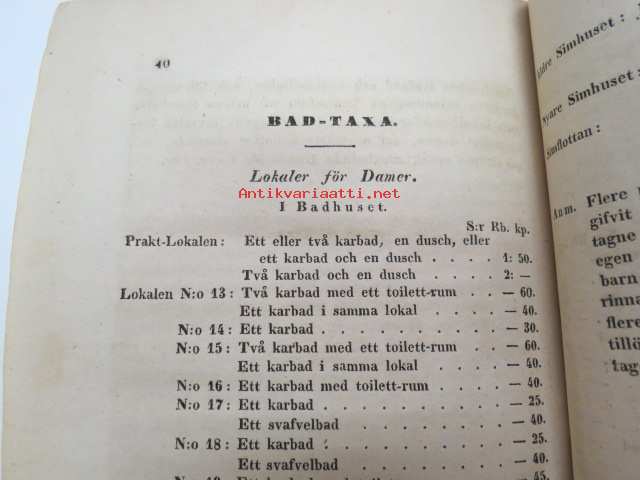 40
BAD-TAXA.
Lokaler för Damer.
Antikvariaatti.net
I Badhuset.
S:r Rb. kp.
Prakt-Lokalen: Ett eller två karbad, en dusch, eller
ett karbad och en dusch . . . . 1: 50.
Två karbad och en dusch . . . . 2: —
Lokalen N:o 13: Två karbad med ett toilett-rum . . . — 60.
Ett karbad i samma lokal . . . . — 40.
N:o 14: Ett karbad . . . . . . . . . — 30.
N:o 15: Två karbad med ett toilett-rum . . . — 60.
Ett karbad i samma lokal . . . . — 40.
N:o 16: Ett karbad med toilett-rum . . . . — 40.
N:o 17: Ett karbad . . . . . . . . . — 25.
Ett svafvelbad . . . . . . . — 40.
N:o 18: Ett karbad . . . . . . . . — 25.
Ett svafvelbad . . . . . . . — 40.
— 45.
Äldre Simhuset:
nyare Simhuset:
Simflottan:
Anm. Flere
gifvit
tagne
egen
barn
rinna
flere
tillö
tage